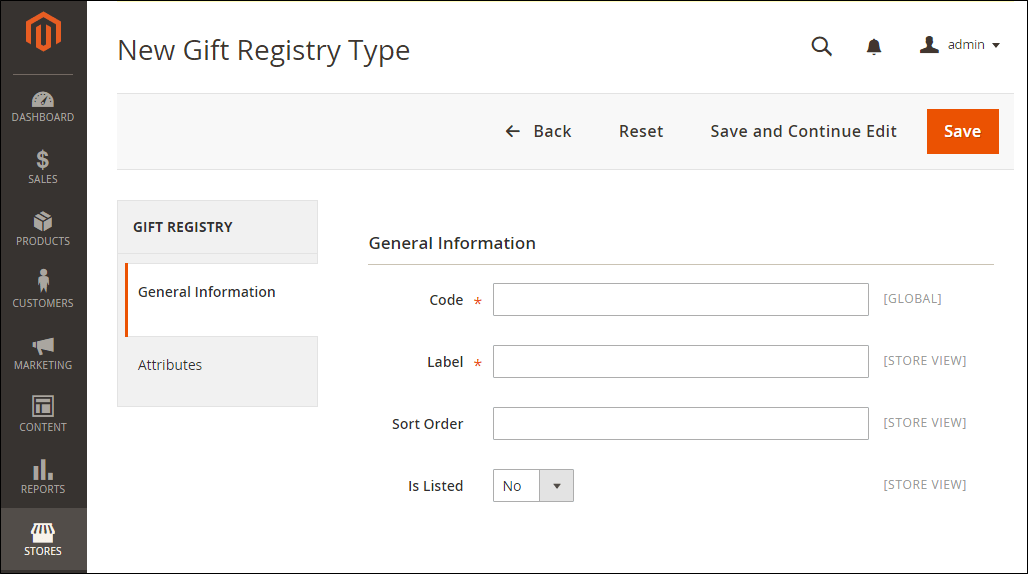 New Gift Registry Type
admin
Back
Reset
Save and Continue Edit
Save
DASHBOARD
SALES
PRODUCTS
CUSTOMERS
MARKETING
CONTENT
REPORTS
STORES
GIFT REGISTRY
General Information
Attributes
General Information
Code * [GLOBAL]
Label * [STORE VIEW]
Sort Order [STORE VIEW]
Is Listed No [STORE VIEW]